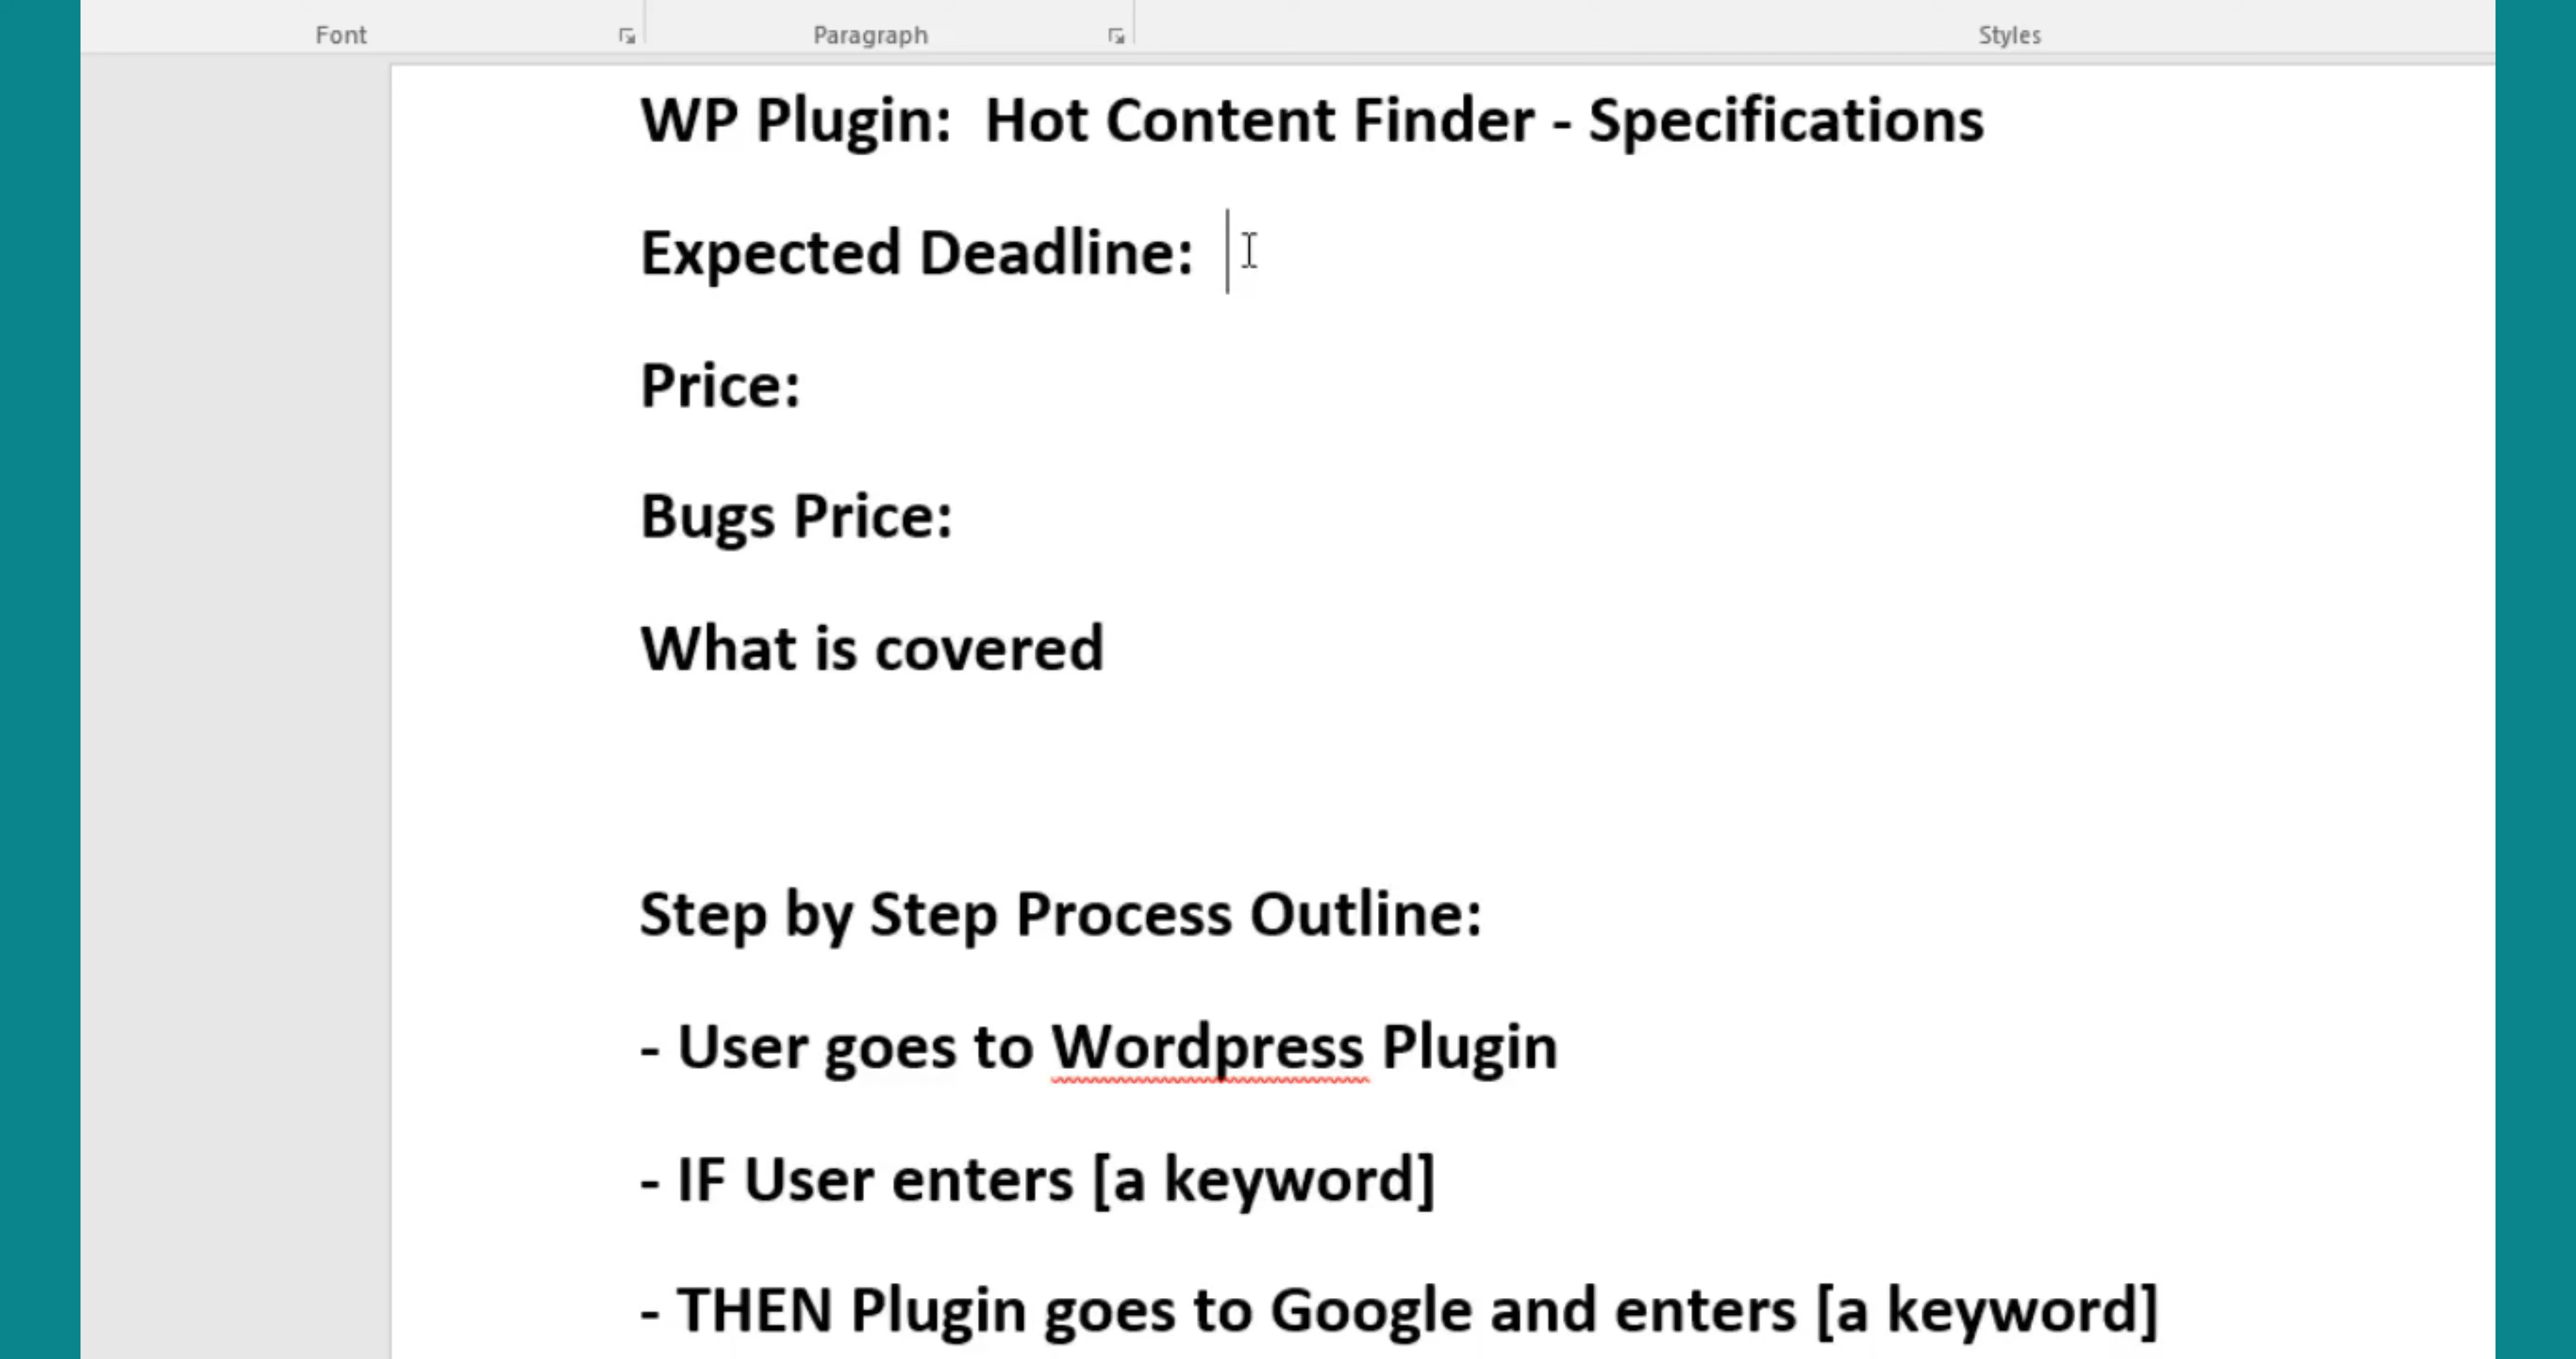 Font Paragraph Styles
WP Plugin:  Hot Content Finder - Specifications
Expected Deadline:
Price:
Bugs Price:
What is covered
Step by Step Process Outline:
- User goes to Wordpress Plugin
- IF User enters [a keyword]
- THEN Plugin goes to Google and enters [a keyword]